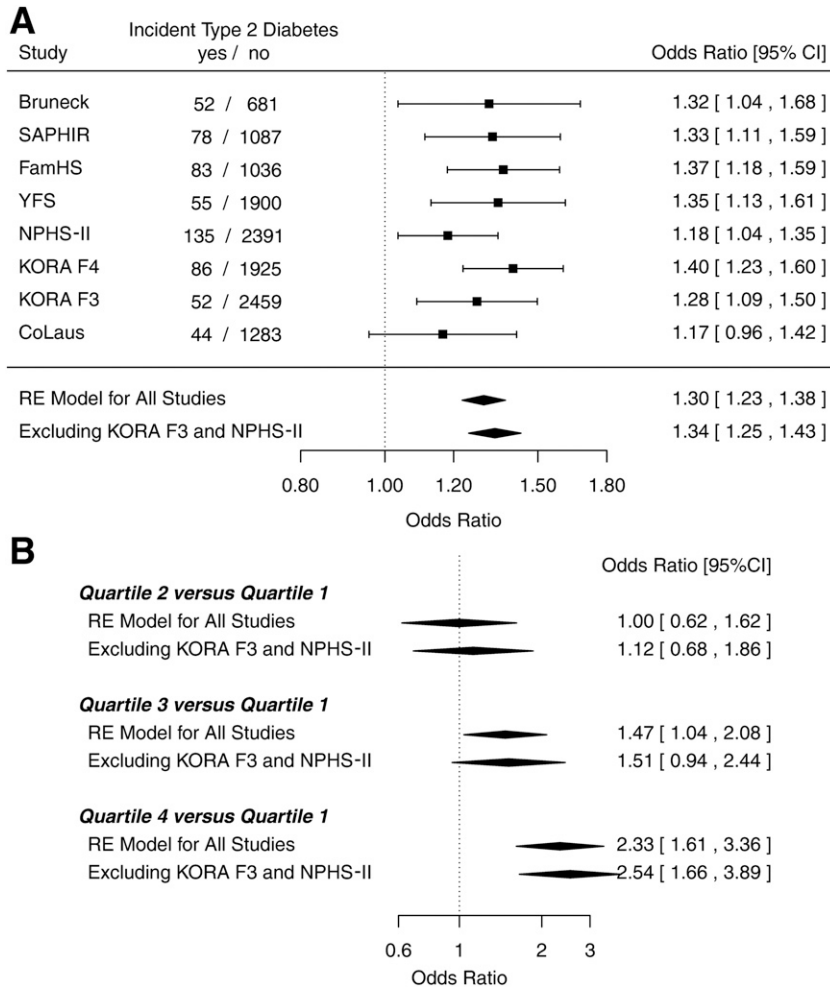 A
Incident Type 2 Diabetes
Study yes / no Odds Ratio [95% CI]
Bruneck 52 / 681 1.32 [ 1.04 , 1.68 ]
SAPHIR 78 / 1087 1.33 [ 1.11 , 1.59 ]
FamHS 83 / 1036 1.37 [ 1.18 , 1.59 ]
YFS 55 / 1900 1.35 [ 1.13 , 1.61 ]
NPHS-II 135 / 2391 1.18 [ 1.04 , 1.35 ]
KORA F4 86 / 1925 1.40 [ 1.23 , 1.60 ]
KORA F3 52 / 2459 1.28 [ 1.09 , 1.50 ]
CoLaus 44 / 1283 1.17 [ 0.96 , 1.42 ]
RE Model for All Studies 1.30 [ 1.23 , 1.38 ]
Excluding KORA F3 and NPHS-II 1.34 [ 1.25 , 1.43 ]
0.80 1.00 1.20 1.50 1.80
Odds Ratio
B
Odds Ratio [95%CI]
Quartile 2 versus Quartile 1
RE Model for All Studies 1.00 [ 0.62 , 1.62 ]
Excluding KORA F3 and NPHS-II 1.12 [ 0.68 , 1.86 ]
Quartile 3 versus Quartile 1
RE Model for All Studies 1.47 [ 1.04 , 2.08 ]
Excluding KORA F3 and NPHS-II 1.51 [ 0.94 , 2.44 ]
Quartile 4 versus Quartile 1
RE Model for All Studies 2.33 [ 1.61 , 3.36 ]
Excluding KORA F3 and NPHS-II 2.54 [ 1.66 , 3.89 ]
0.6 1 2 3
Odds Ratio